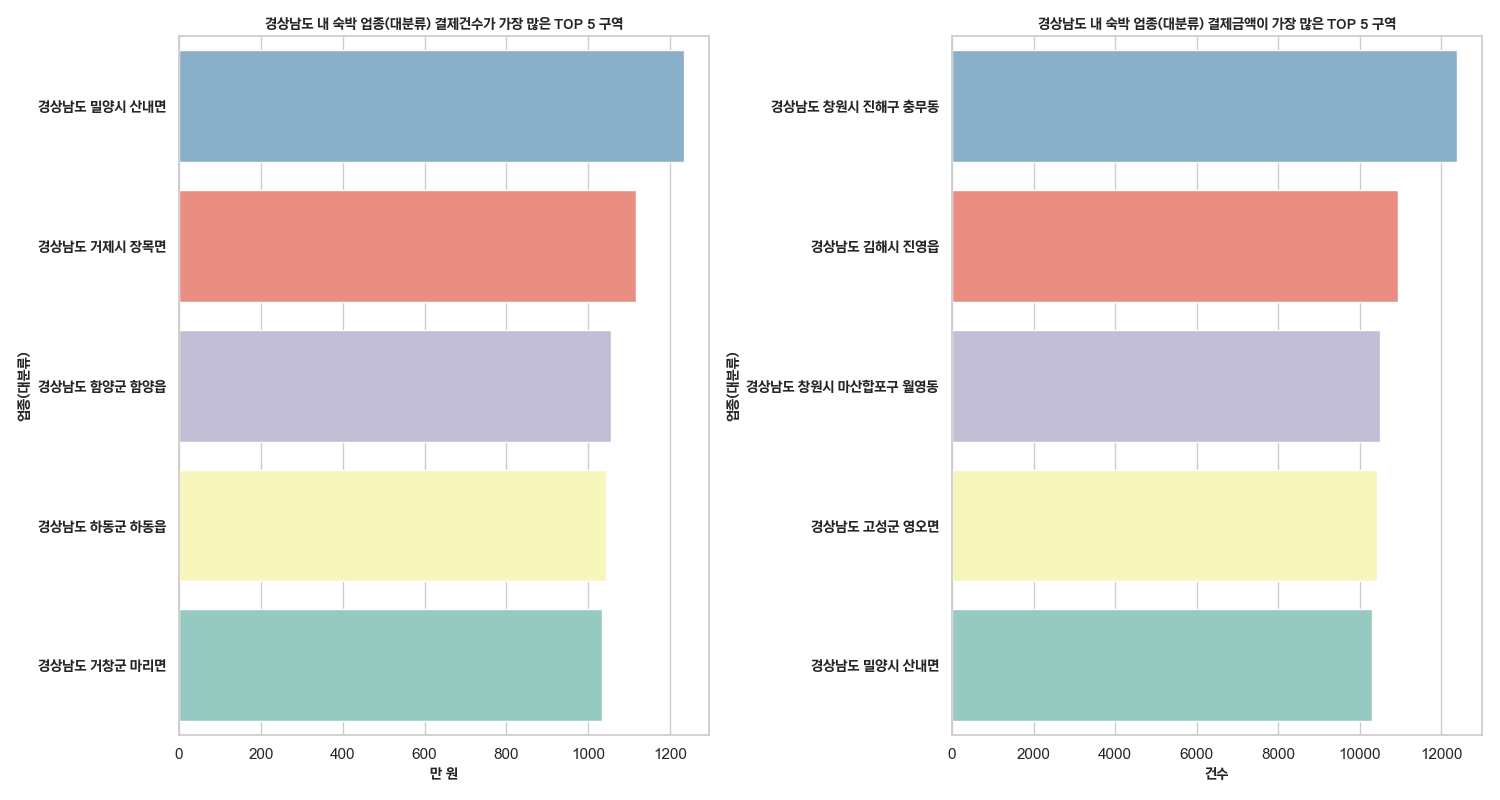 경상남도 내 숙박 업종(대분류) 결제건수가 가장 많은 TOP 5 구역
업종(대분류)
경상남도 밀양시 산내면
경상남도 거제시 장목면
경상남도 함양군 함양읍
경상남도 하동군 하동읍
경상남도 거창군 마리면
0 200 400 600 800 1000 1200
만 원
경상남도 내 숙박 업종(대분류) 결제금액이 가장 많은 TOP 5 구역
업종(대분류)
경상남도 창원시 진해구 충무동
경상남도 김해시 진영읍
경상남도 창원시 마산합포구 월영동
경상남도 고성군 영오면
경상남도 밀양시 산내면
0 2000 4000 6000 8000 10000 12000
건수